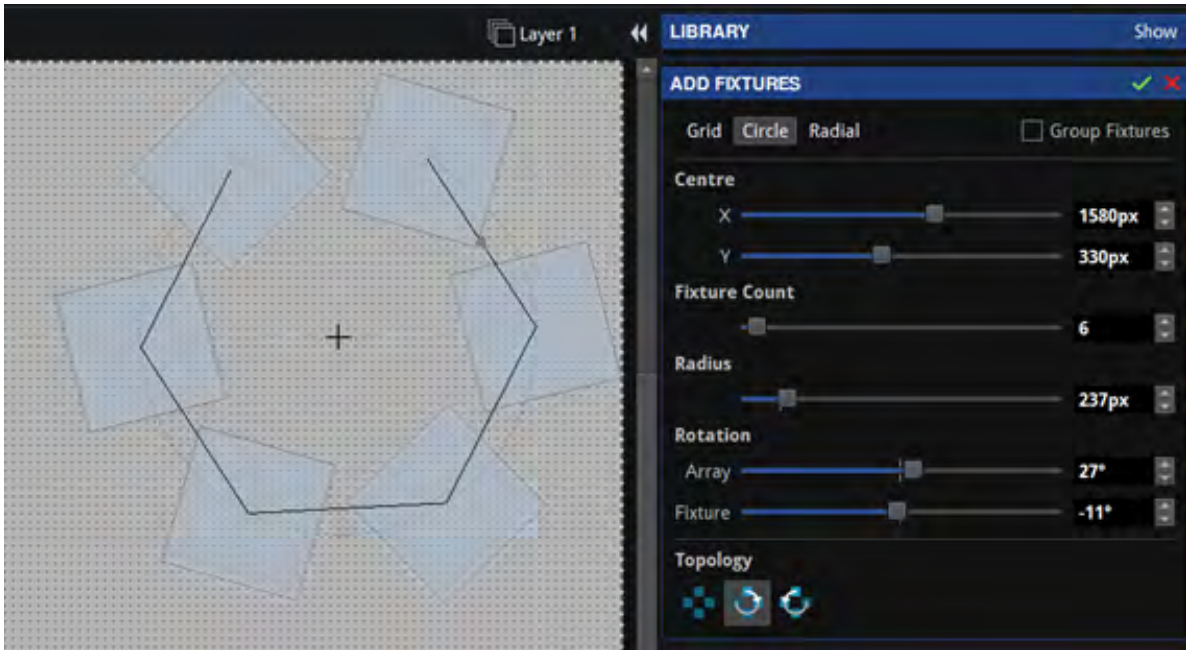 Layer 1
LIBRARY Show
ADD FIXTURES
Grid Circle Radial Group Fixtures
Centre
X 1580px
Y 330px
Fixture Count
6
Radius
237px
Rotation
Array 27°
Fixture -11°
Topology